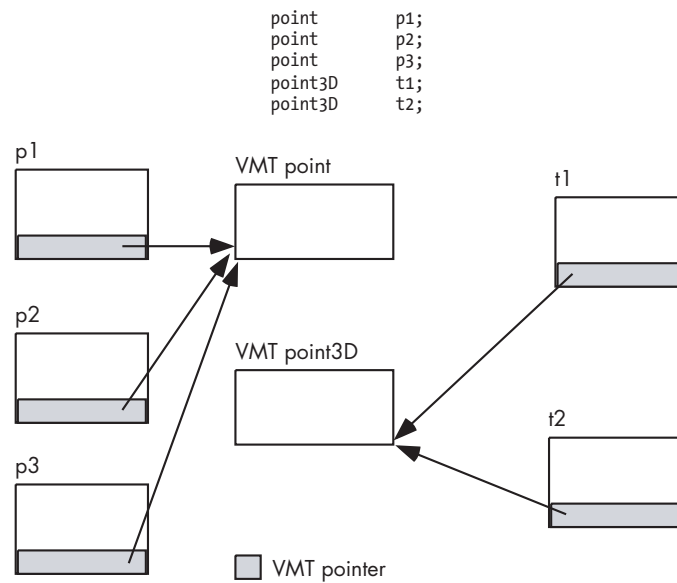 point p1;
point p2;
point p3;
point3D t1;
point3D t2;
p1
VMT point
t1
p2
VMT point3D
t2
p3
VMT pointer